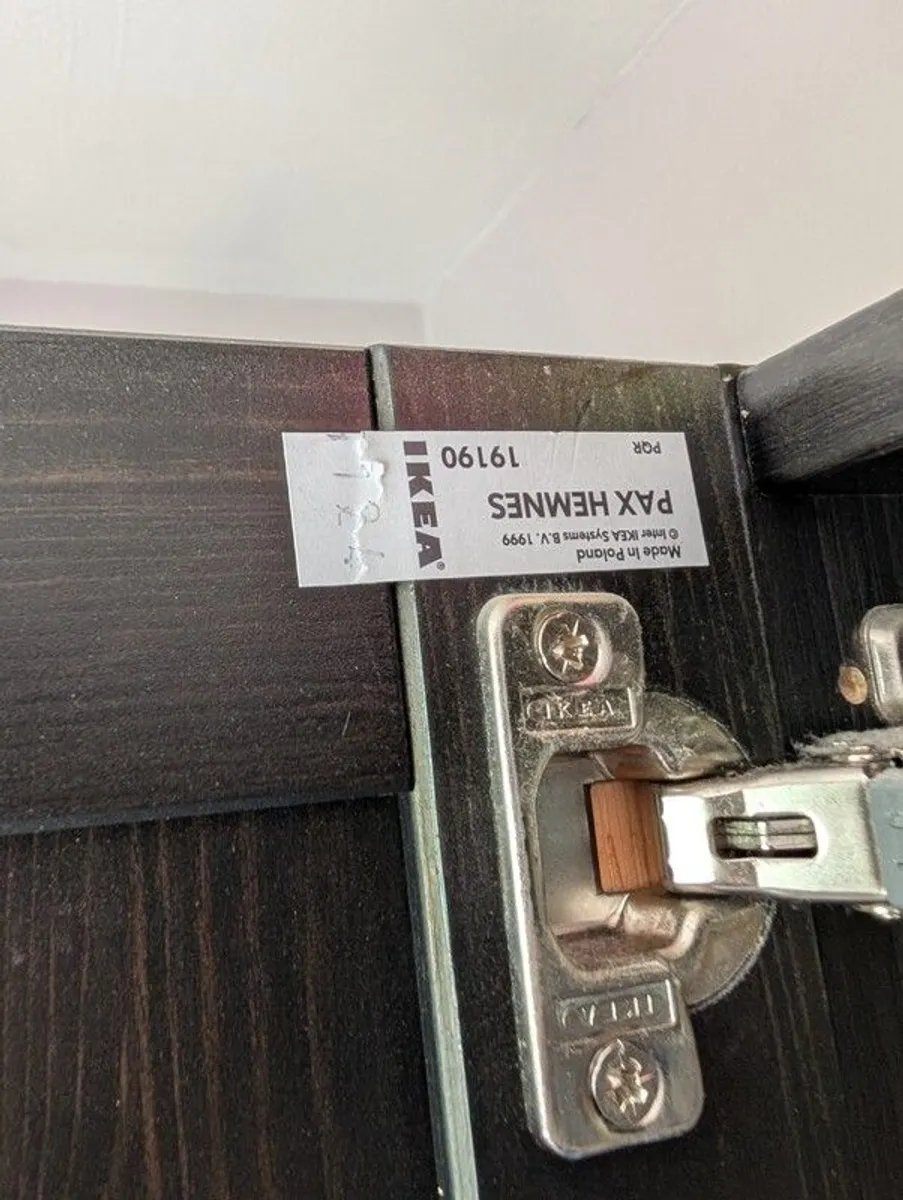 Made in Poland
© Inter IKEA Systems B.V. 1999
PAX HEMNES
19190
PQR
IKEA®
IKEA
IKEA